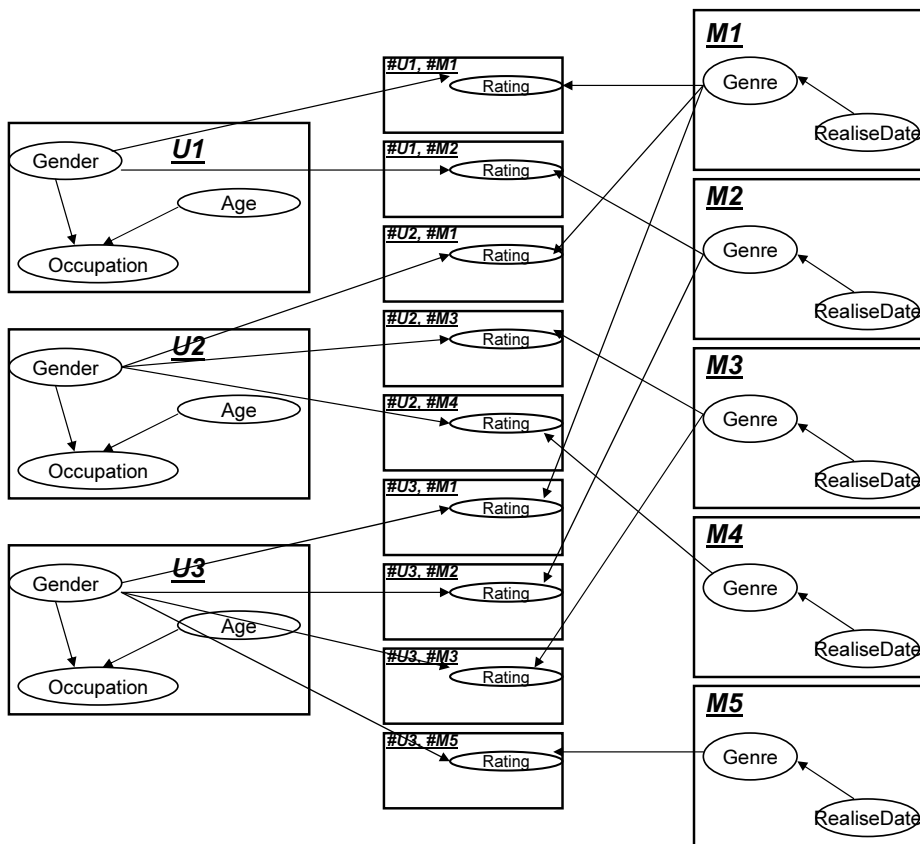 U1
Gender
Age
Occupation
U2
Gender
Age
Occupation
U3
Gender
Age
Occupation
#U1, #M1
Rating
#U1, #M2
Rating
#U2, #M1
Rating
#U2, #M3
Rating
#U2, #M4
Rating
#U3, #M1
Rating
#U3, #M2
Rating
#U3, #M3
Rating
#U3, #M5
Rating
M1
Genre
RealiseDate
M2
Genre
RealiseDate
M3
Genre
RealiseDate
M4
Genre
RealiseDate
M5
Genre
RealiseDate